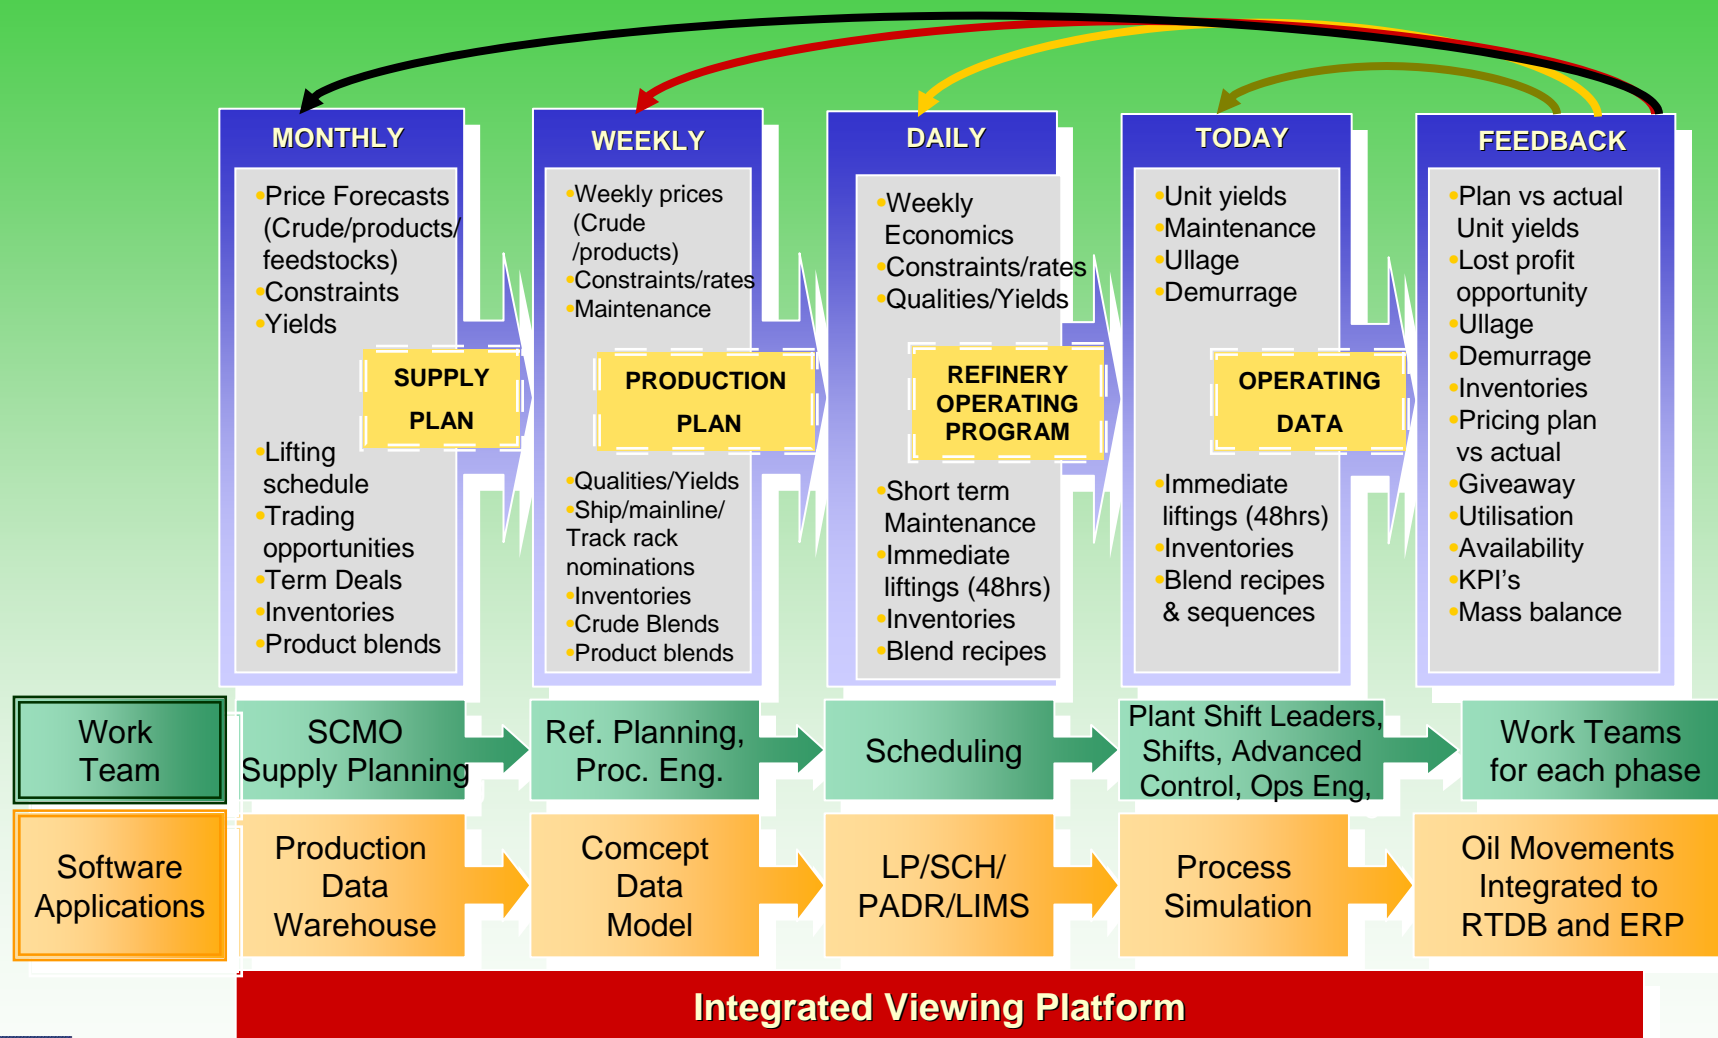 MONTHLY
•Price Forecasts
(Crude/products/
feedstocks)
•Constraints
•Yields
SUPPLY
PLAN
•Lifting
schedule
•Trading
opportunities
•Term Deals
•Inventories
•Product blends
WEEKLY
•Weekly prices
(Crude
/products)
•Constraints/rates
•Maintenance
PRODUCTION
PLAN
•Qualities/Yields
•Ship/mainline/
Track rack
nominations
•Inventories
•Crude Blends
•Product blends
DAILY
•Weekly
Economics
•Constraints/rates
•Qualities/Yields
REFINERY
OPERATING
PROGRAM
•Short term
Maintenance
•Immediate
liftings (48hrs)
•Inventories
•Blend recipes
TODAY
•Unit yields
•Maintenance
•Ullage
•Demurrage
OPERATING
DATA
•Immediate
liftings (48hrs)
•Inventories
•Blend recipes
& sequences
FEEDBACK
•Plan vs actual
Unit yields
•Lost profit
opportunity
•Ullage
•Demurrage
•Inventories
•Pricing plan
vs actual
•Giveaway
•Utilisation
•Availability
•KPI's
•Mass balance
Work
Team
SCMO
Supply Planning
Ref. Planning,
Proc. Eng.
Scheduling
Plant Shift Leaders,
Shifts, Advanced
Control, Ops Eng,
Work Teams
for each phase
Software
Applications
Production
Data
Warehouse
Comcept
Data
Model
LP/SCH/
PADR/LIMS
Process
Simulation
Oil Movements
Integrated to
RTDB and ERP
Integrated Viewing Platform